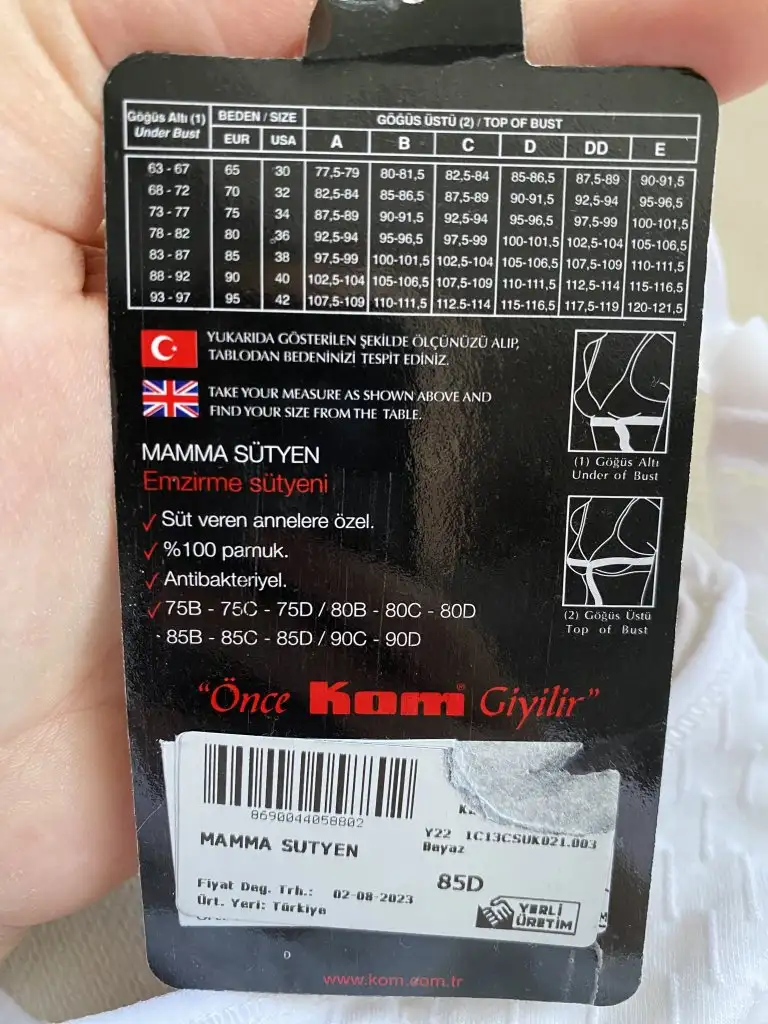 Göğüs Altı (1) BEDEN / SIZE GÖĞÜS ÜSTÜ (2) / TOP OF BUST
Under Bust EUR USA A B C D DD E
63 - 67 65 30 77,5-79 80-81,5 82,5-84 85-86,5 87,5-89 90-91,5
68 - 72 70 32 82,5-84 85-86,5 87,5-89 90-91,5 92,5-94 95-96,5
73 - 77 75 34 87,5-89 90-91,5 92,5-94 95-96,5 97,5-99 100-101,5
78 - 82 80 36 92,5-94 95-96,5 97,5-99 100-101,5 102,5-104 105-106,5
83 - 87 85 38 97,5-99 100-101,5 102,5-104 105-106,5 107,5-109 110-111,5
88 - 92 90 40 102,5-104 105-106,5 107,5-109 110-111,5 112,5-114 115-116,5
93 - 97 95 42 107,5-109 110-111,5 112.5-114 115-116,5 117,5-119 120-121,5
YUKARIDA GÖSTERİLEN ŞEKİLDE ÖLÇÜNÜZÜ ALIP,
TABLODAN BEDENİNİZİ TESPİT EDİNİZ.
TAKE YOUR MEASURE AS SHOWN ABOVE AND
FIND YOUR SIZE FROM THE TABLE.
(1) Göğüs Altı
Under of Bust
MAMMA SÜTYEN
Emzirme sütyeni
Süt veren annelere özel.
%100 pamuk.
Antibakteriyel.
75B - 75C - 75D / 80B - 80C - 80D
85B - 85C - 85D / 90C - 90D
(2) Göğüs Üstü
Top of Bust
"Önce Kom® Giyilir"
8690044058802
MAMMA SUTYEN
Y22 1C13CSUK021.003
Beyaz
85D
Fiyat Deg. Trh.: 02-08-2023
Ürt. Yeri: Türkiye
YERLİ
ÜRETİM
www.kom.com.tr